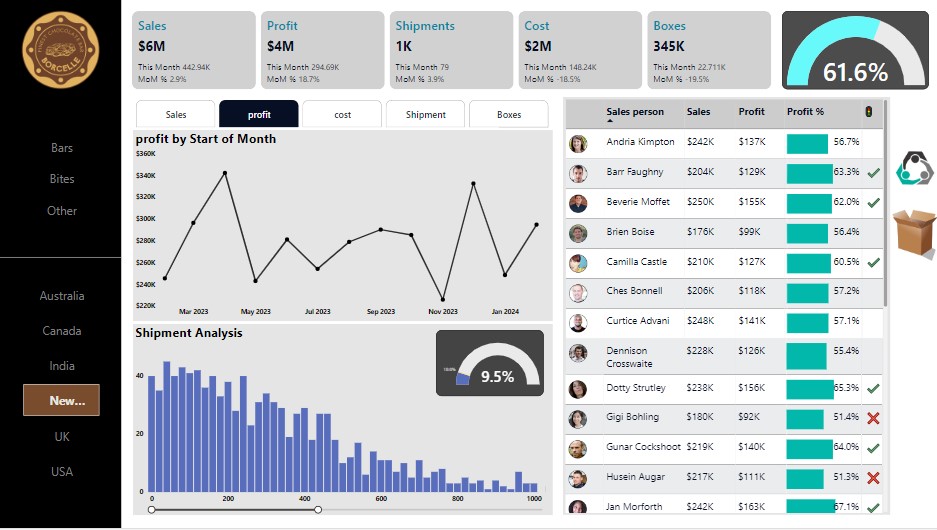 FINEST CHOCOLATE BAR
BORCELLE
Bars
Bites
Other
Australia
Canada
India
New...
UK
USA
Sales
$6M
This Month 442.94K
MoM % 2.9%
Profit
$4M
This Month 294.69K
MoM % 18.7%
Shipments
1K
This Month 79
MoM % 3.9%
Cost
$2M
This Month 148.24K
MoM % -18.5%
Boxes
345K
This Month 22.711K
MoM % -19.5%
61.6%
Sales profit cost Shipment Boxes
profit by Start of Month
$360K
$340K
$320K
$300K
$280K
$260K
$240K
$220K
Mar 2023 May 2023 Jul 2023 Sep 2023 Nov 2023 Jan 2024
Shipment Analysis
9.5%
40
20
0
0 200 400 600 800 1000
Sales person Sales Profit Profit %
Andria Kimpton $242K $137K 56.7%
Barr Faughny $204K $129K 63.3%
Beverie Moffet $250K $155K 62.0%
Brien Boise $176K $99K 56.4%
Camilla Castle $210K $127K 60.5%
Ches Bonnell $206K $118K 57.2%
Curtice Advani $248K $141K 57.1%
Dennison Crosswaite $228K $126K 55.4%
Dotty Strutley $238K $156K 65.3%
Gigi Bohling $180K $92K 51.4%
Gunar Cockshoot $219K $140K 64.0%
Husein Augar $217K $111K 51.3%
Jan Morforth $242K $163K 67.1%